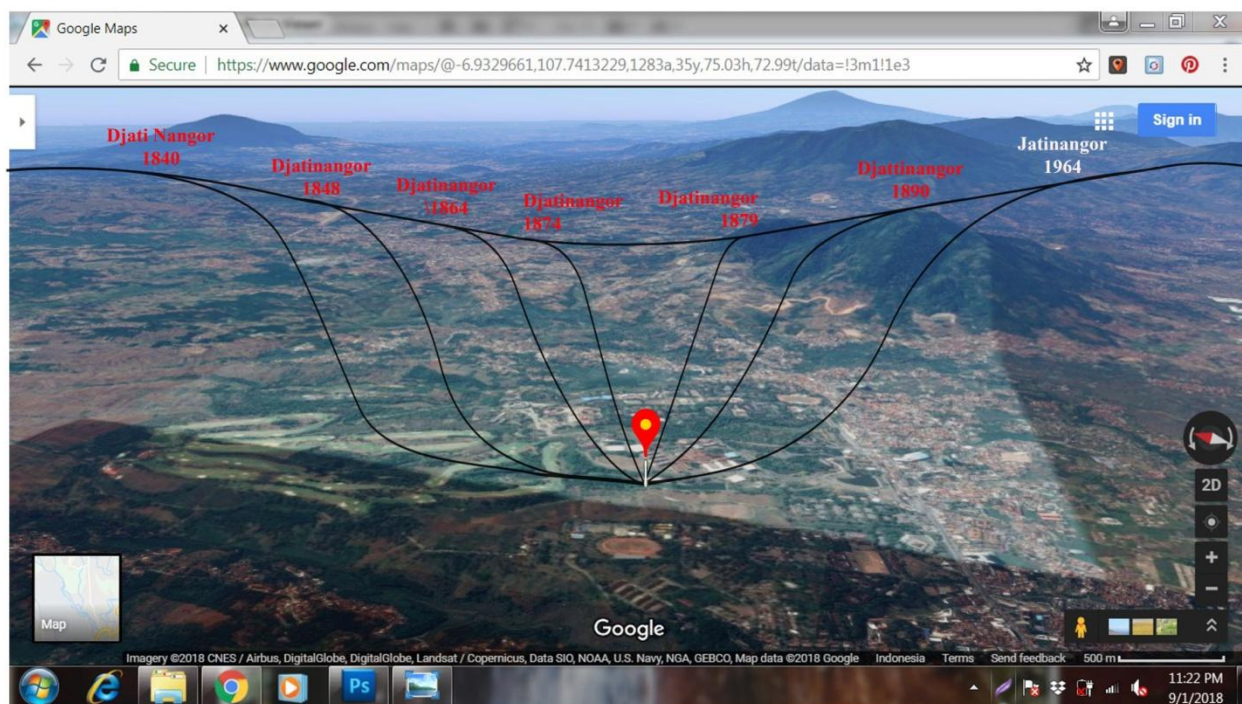 Google Maps
Secure
https://www.google.com/maps/@-6.9329661,107.7413229,1283a,35y,75.03h,72.99t/data=!3m1!1e3
Sign in
Djati Nangor
1840
Djatinangor
1848
Djatinangor
1864
Djatinangor
1874
Djatinangor
1879
Djattinangor
1890
Jatinangor
1964
2D
Map
Google
Imagery ©2018 CNES / Airbus, DigitalGlobe, DigitalGlobe, Landsat / Copernicus, Data SIO, NOAA, U.S. Navy, NGA, GEBCO, Map data ©2018 Google Indonesia Terms Send feedback 500 m
Ps
11:22 PM
9/1/2018